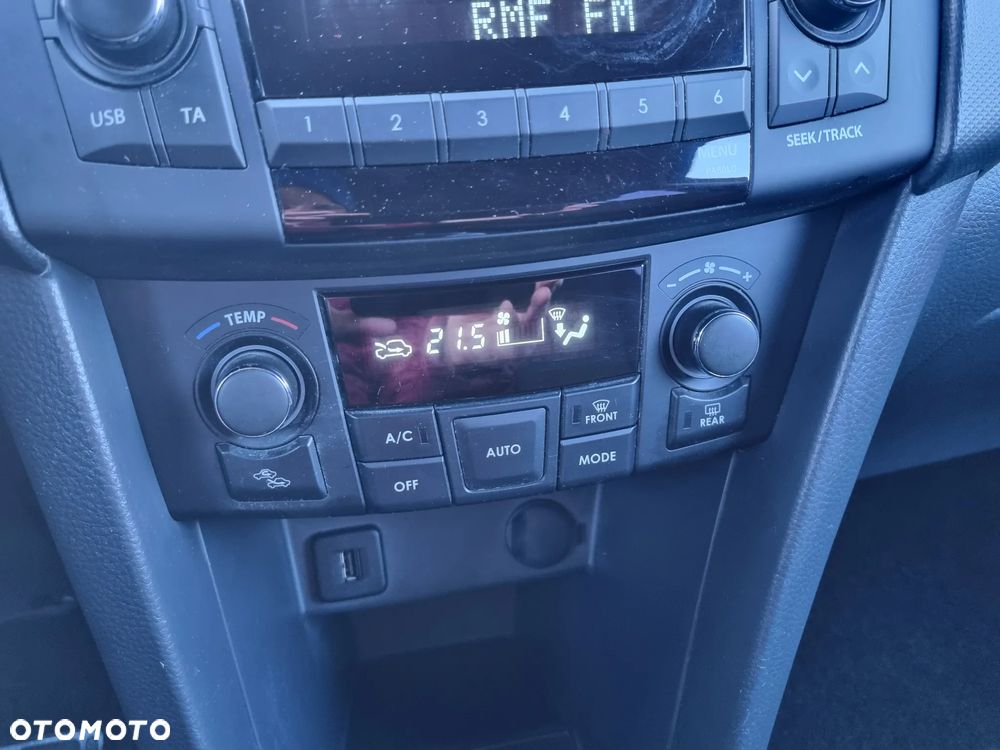 RMF FM
USB
TA
1
2
3
4
5
6
SEEK/TRACK
MENU
TEMP
- +
21.5
A/C
AUTO
FRONT
REAR
OFF
MODE
OTOMOTO